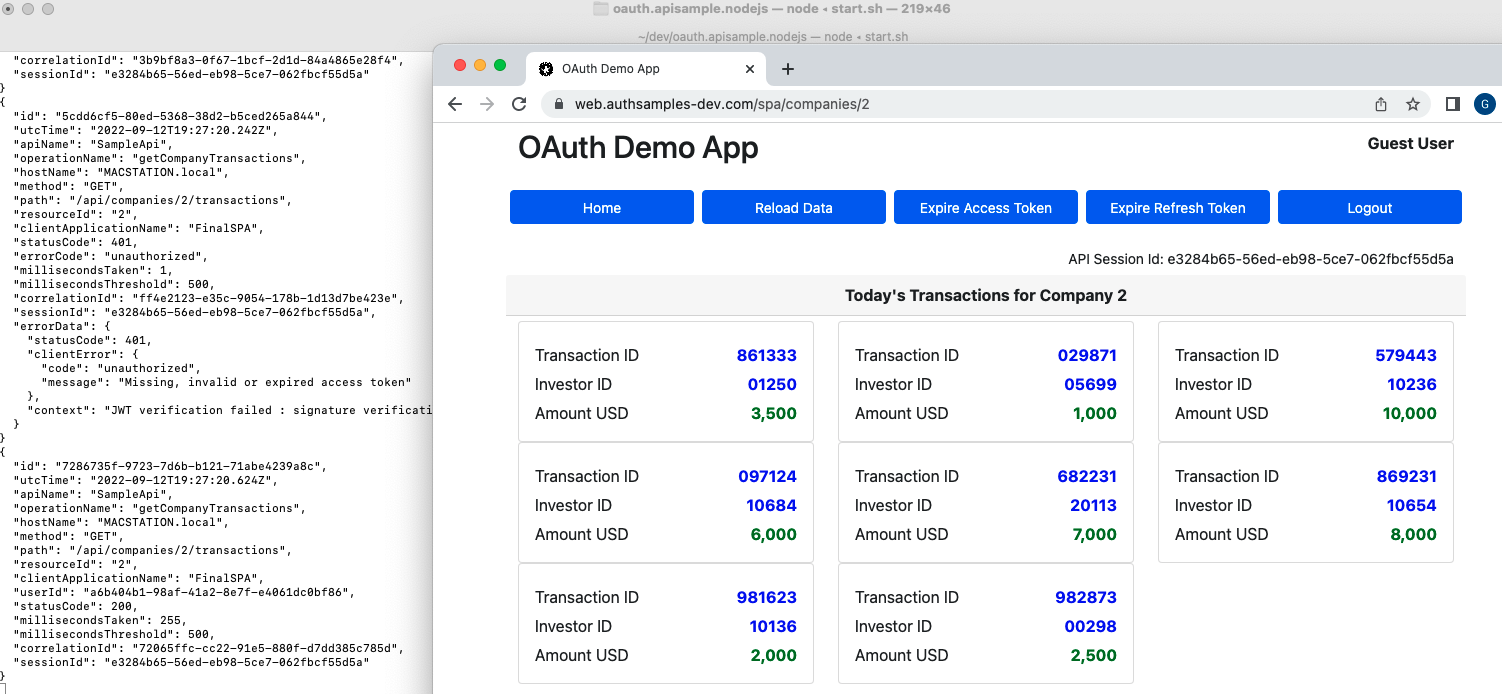 oauth.apisample.nodejs — node ◂ start.sh — 219×46
~/dev/oauth.apisample.nodejs — node ◂ start.sh
"correlationId": "3b9bf8a3-0f67-1bcf-2d1d-84a4865e28f4",
"sessionId": "e3284b65-56ed-eb98-5ce7-062fbcf55d5a"
}
{
"id": "5cdd6cf5-80ed-5368-38d2-b5ced265a844",
"utcTime": "2022-09-12T19:27:20.242Z",
"apiName": "SampleApi",
"operationName": "getCompanyTransactions",
"hostName": "MACSTATION.local",
"method": "GET",
"path": "/api/companies/2/transactions",
"resourceId": "2",
"clientApplicationName": "FinalSPA",
"statusCode": 401,
"errorCode": "unauthorized",
"millisecondsTaken": 1,
"millisecondsThreshold": 500,
"correlationId": "ff4e2123-e35c-9054-178b-1d13d7be423e",
"sessionId": "e3284b65-56ed-eb98-5ce7-062fbcf55d5a",
"errorData": {
"statusCode": 401,
"clientError": {
"code": "unauthorized",
"message": "Missing, invalid or expired access token"
},
"context": "JWT verification failed : signature verificati
}
}
{
"id": "7286735f-9723-7d6b-b121-71abe4239a8c",
"utcTime": "2022-09-12T19:27:20.624Z",
"apiName": "SampleApi",
"operationName": "getCompanyTransactions",
"hostName": "MACSTATION.local",
"method": "GET",
"path": "/api/companies/2/transactions",
"resourceId": "2",
"clientApplicationName": "FinalSPA",
"userId": "a6b404b1-98af-41a2-8e7f-e4061dc0bf86",
"statusCode": 200,
"millisecondsTaken": 255,
"millisecondsThreshold": 500,
"correlationId": "72065ffc-cc22-91e5-880f-d7dd385c785d",
"sessionId": "e3284b65-56ed-eb98-5ce7-062fbcf55d5a"
}
OAuth Demo App
web.authsamples-dev.com/spa/companies/2
G
OAuth Demo App
Guest User
Home
Reload Data
Expire Access Token
Expire Refresh Token
Logout
API Session Id: e3284b65-56ed-eb98-5ce7-062fbcf55d5a
Today's Transactions for Company 2
Transaction ID 861333
Investor ID 01250
Amount USD 3,500
Transaction ID 029871
Investor ID 05699
Amount USD 1,000
Transaction ID 579443
Investor ID 10236
Amount USD 10,000
Transaction ID 097124
Investor ID 10684
Amount USD 6,000
Transaction ID 682231
Investor ID 20113
Amount USD 7,000
Transaction ID 869231
Investor ID 10654
Amount USD 8,000
Transaction ID 981623
Investor ID 10136
Amount USD 2,000
Transaction ID 982873
Investor ID 00298
Amount USD 2,500